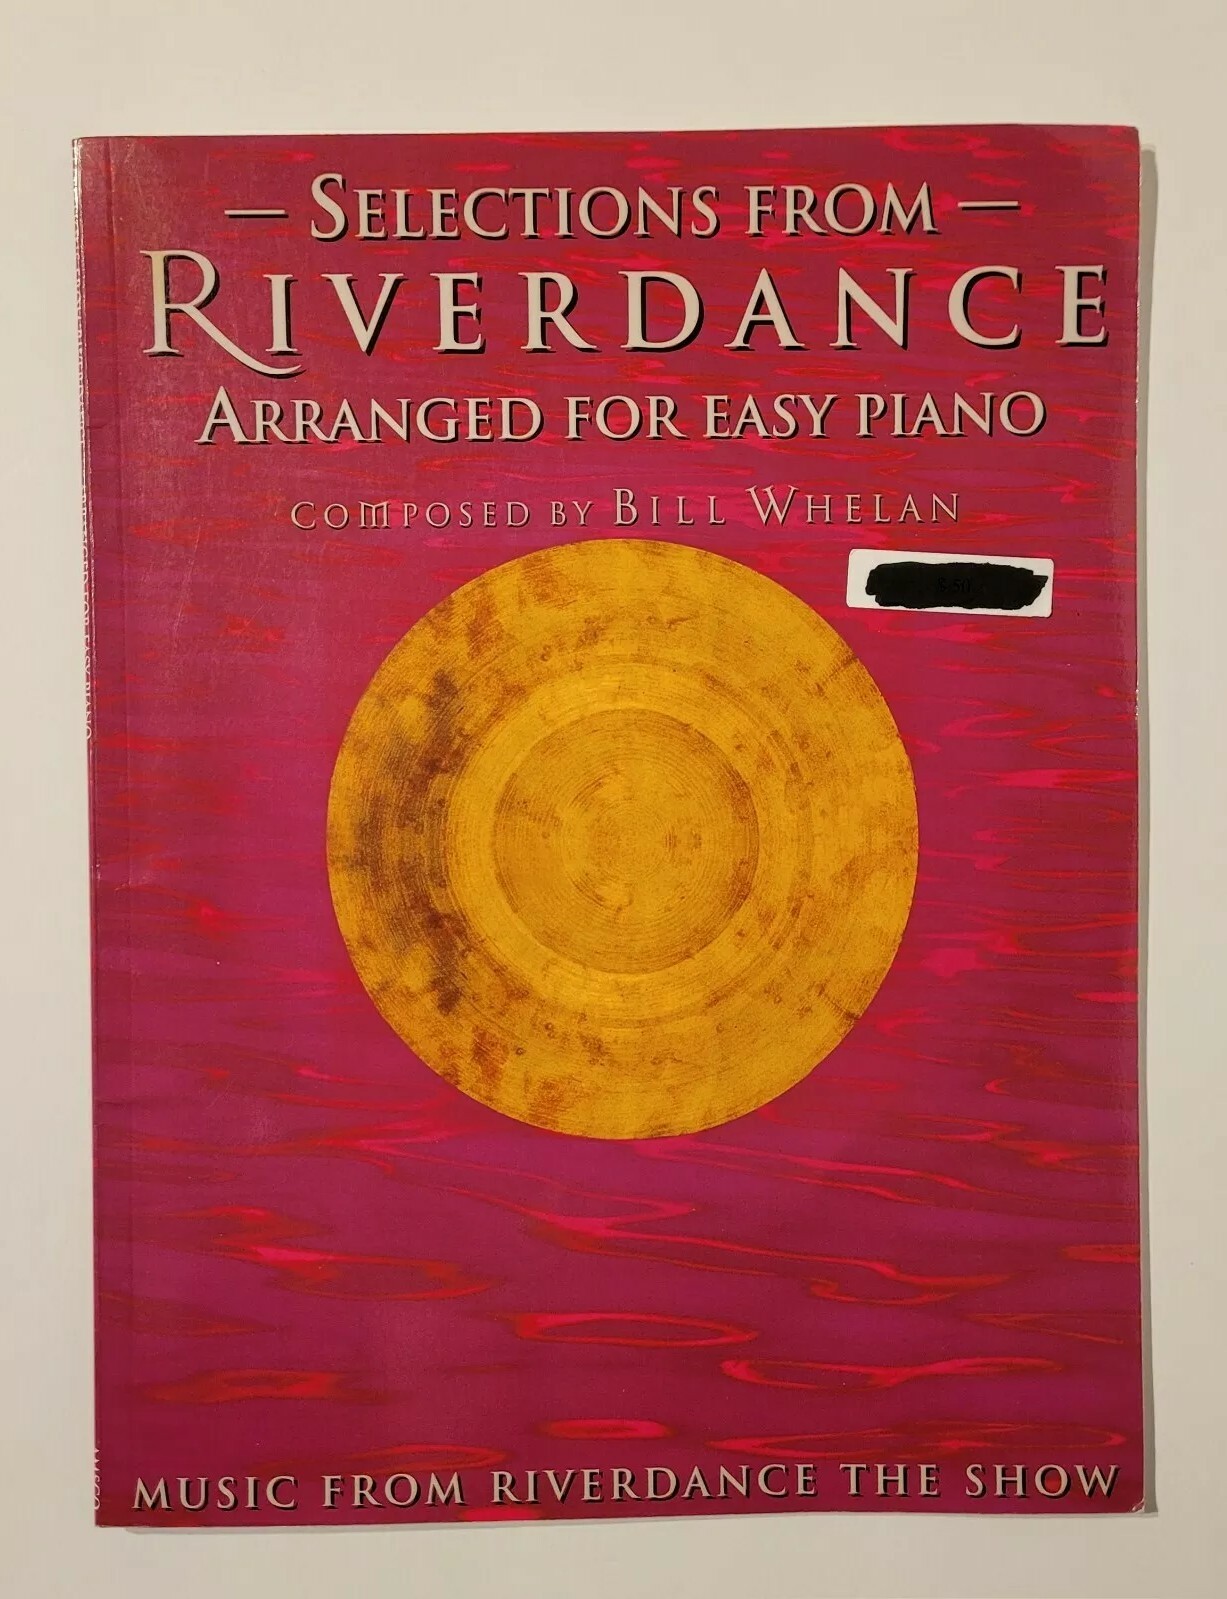 — SELECTIONS FROM —
RIVERDANCE
ARRANGED FOR EASY PIANO
COMPOSED BY BILL WHELAN
MUSIC FROM RIVERDANCE THE SHOW